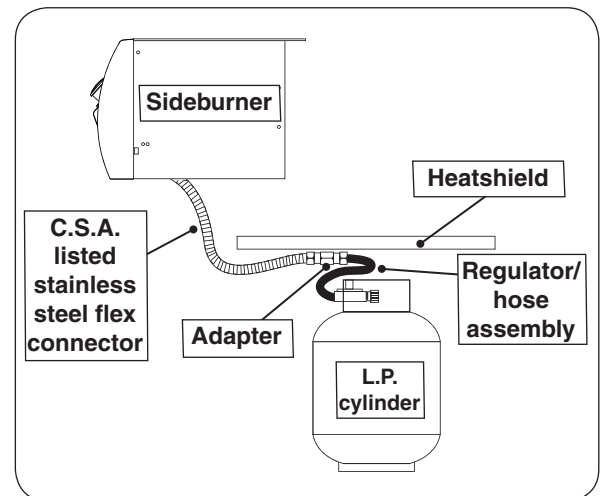 Sideburner
Heatshield
C.S.A.
listed
stainless
steel flex
connector
Adapter
Regulator/
hose
assembly
L.P.
cylinder